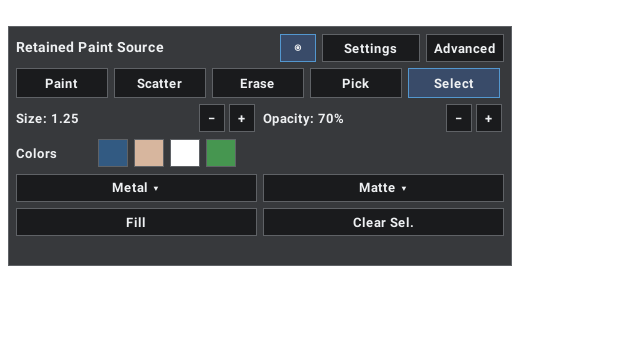 Retained Paint Source ◉ Settings Advanced
Paint Scatter Erase Pick Select
Size: 1.25 − + Opacity: 70% − +
Colors
Metal ▾ Matte ▾
Fill Clear Sel.